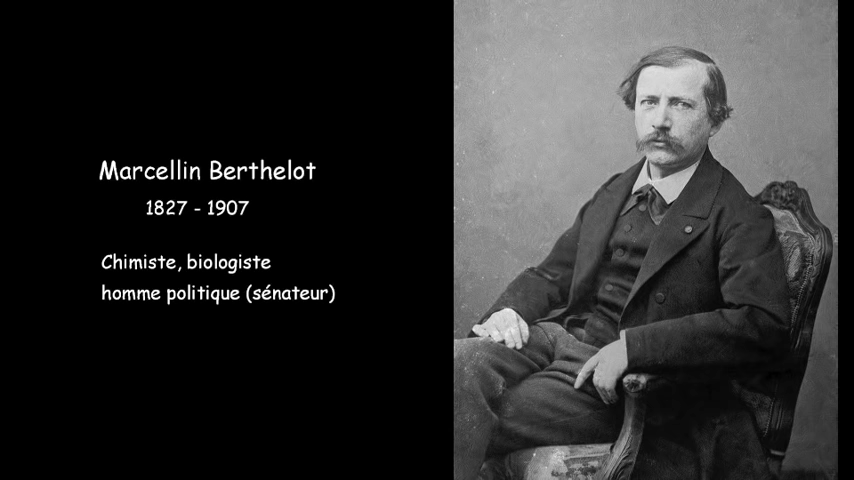 Marcellin Berthelot
1827 - 1907
Chimiste, biologiste
homme politique (sénateur)